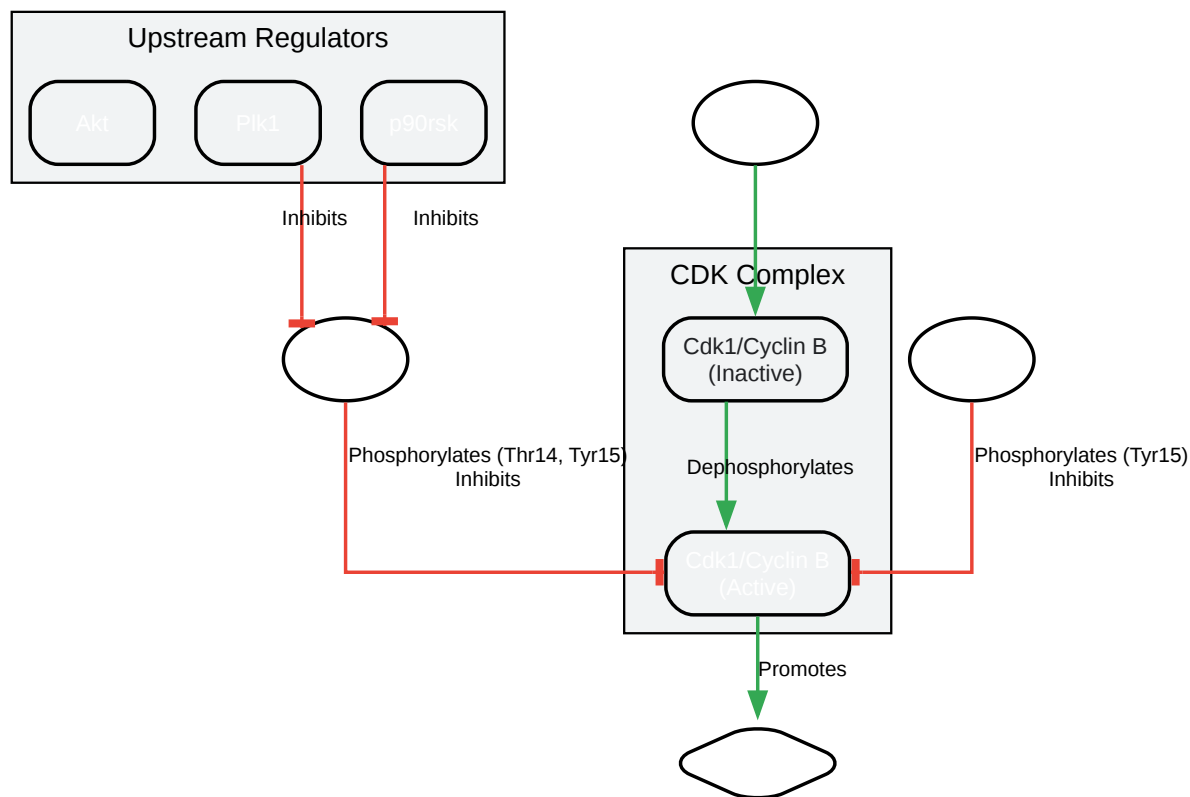 Upstream Regulators
Akt
Plk1
p90rsk
Inhibits
Inhibits
CDK Complex
Cdk1/Cyclin B
(Inactive)
Phosphorylates (Thr14, Tyr15)
Inhibits
Dephosphorylates
Phosphorylates (Tyr15)
Inhibits
Cdk1/Cyclin B
(Active)
Promotes